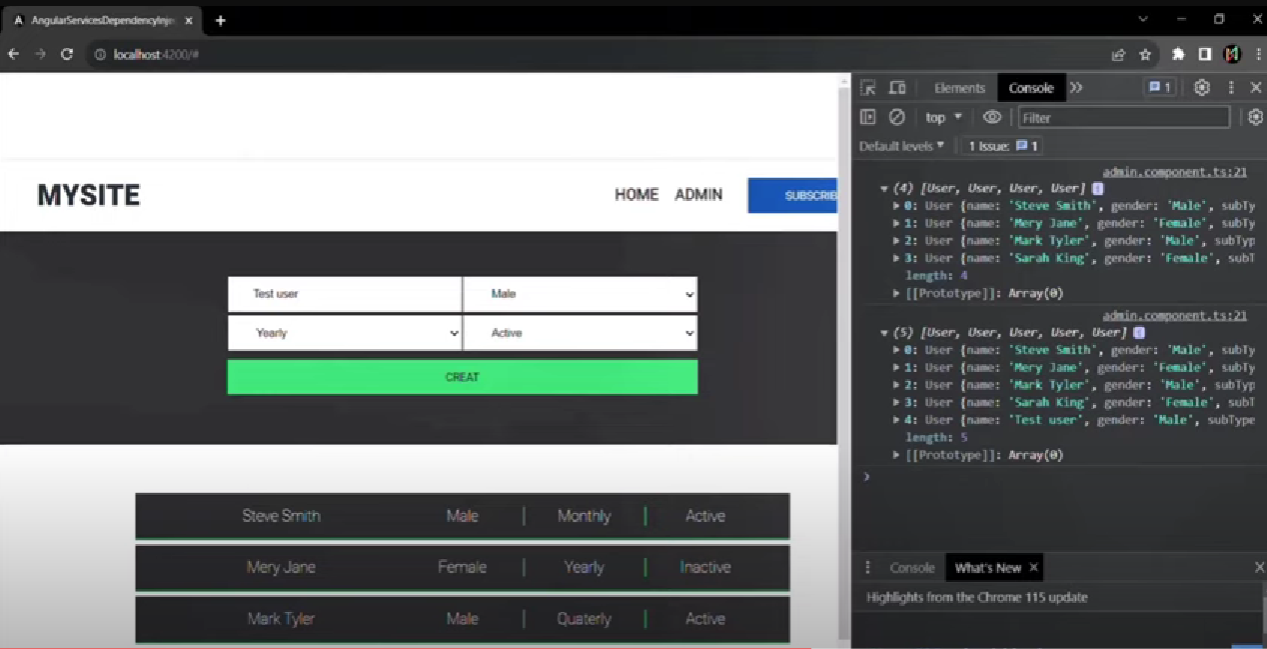 AngularServicesDependencyInje
localhost:4200/#
Elements Console 1
top Filter
Default levels 1 Issue: 1
MYSITE HOME ADMIN SUBSCRIB
Test user Male
Yearly Active
CREAT
Steve Smith Male | Monthly | Active
Mery Jane Female | Yearly | Inactive
Mark Tyler Male | Quaterly | Active
admin.component.ts:21
(4) [User, User, User, User] i
0: User {name: 'Steve Smith', gender: 'Male', subTy
1: User {name: 'Mery Jane', gender: 'Female', subTy
2: User {name: 'Mark Tyler', gender: 'Male', subTyp
3: User {name: 'Sarah King', gender: 'Female', subT
length: 4
[[Prototype]]: Array(0)
admin.component.ts:21
(5) [User, User, User, User, User] i
0: User {name: 'Steve Smith', gender: 'Male', subTy
1: User {name: 'Mery Jane', gender: 'Female', subTy
2: User {name: 'Mark Tyler', gender: 'Male', subTyp
3: User {name: 'Sarah King', gender: 'Female', subT
4: User {name: 'Test user', gender: 'Male', subType
length: 5
[[Prototype]]: Array(0)
Console What's New
Highlights from the Chrome 115 update